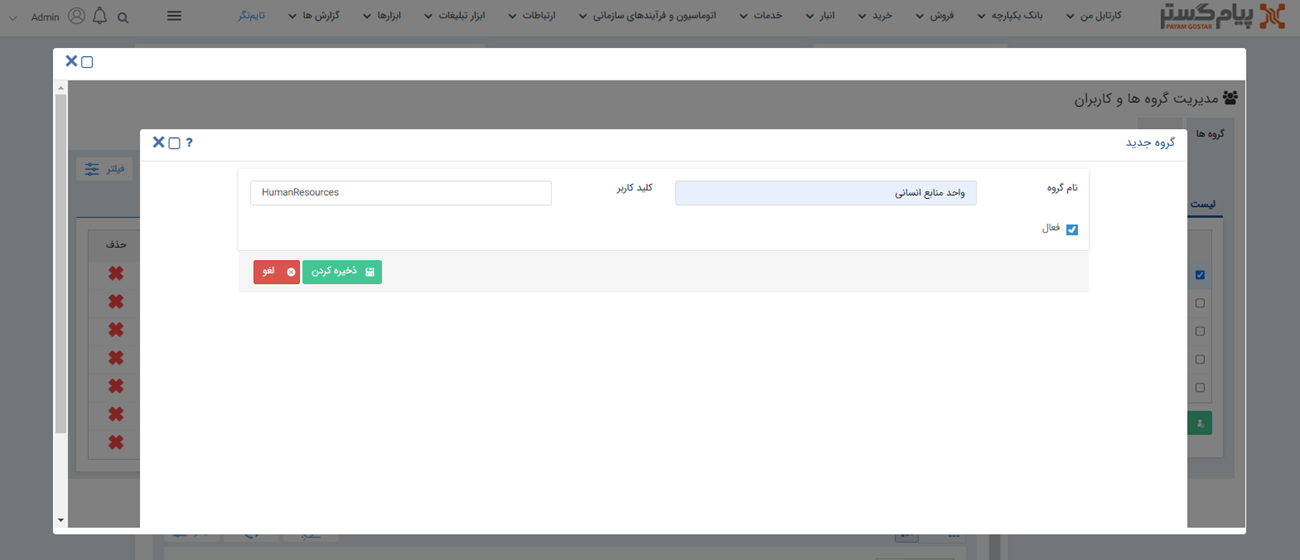 پیام گستر
PAYAM GOSTAR
کارتابل من
بانک یکپارچه
فروش
خرید
انبار
خدمات
اتوماسیون و فرآیندهای سازمانی
ارتباطات
ابزار تبلیغات
ابزارها
گزارش ها
تایم‌نگر
Admin
مدیریت گروه ها و کاربران
گروه ها
فیلتر
لیست
حذف
گروه جدید
?
نام گروه
واحد منابع انسانی
کلید کاربر
HumanResources
فعال
ذخیره کردن
لغو